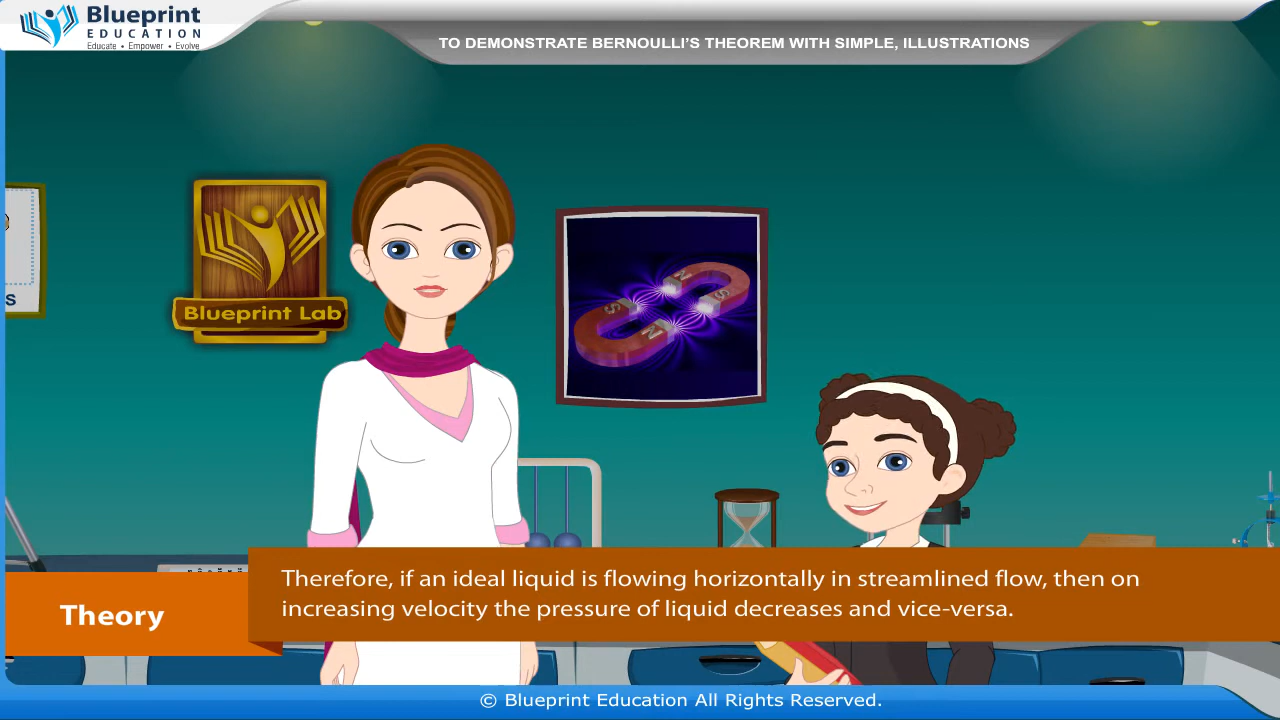 Blueprint
EDUCATION
Educate • Empower • Evolve
TO DEMONSTRATE BERNOULLI'S THEOREM WITH SIMPLE, ILLUSTRATIONS
S
Blueprint Lab
N
S
S
N
Therefore, if an ideal liquid is flowing horizontally in streamlined flow, then on
increasing velocity the pressure of liquid decreases and vice-versa.
Theory
© Blueprint Education All Rights Reserved.